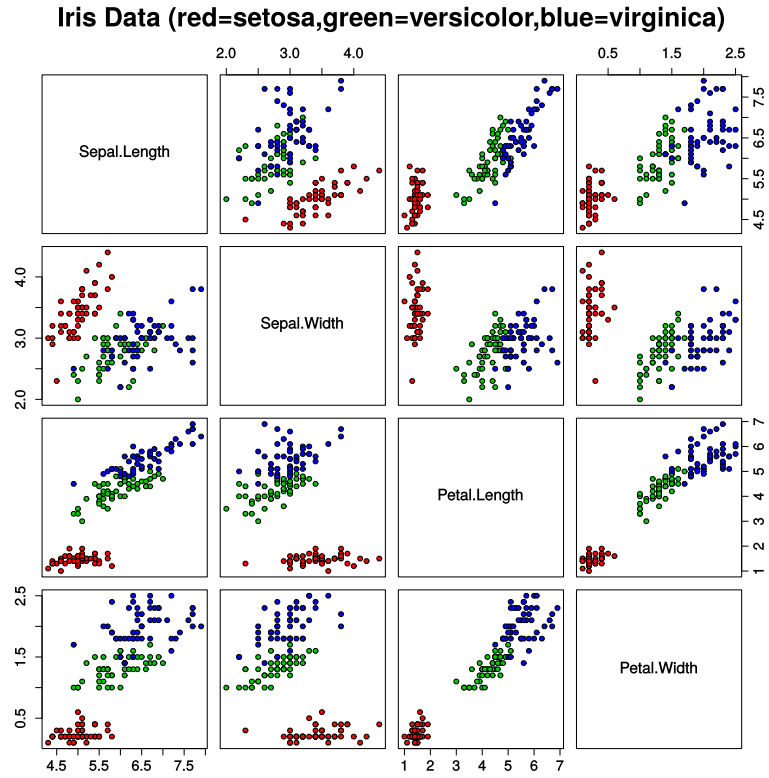 Iris Data (red=setosa,green=versicolor,blue=virginica)
2.0 3.0 4.0
0.5 1.5 2.5
Sepal.Length
4.5 5.5 6.5 7.5
2.0 3.0 4.0
Sepal.Width
Petal.Length
1 2 3 4 5 6 7
0.5 1.5 2.5
Petal.Width
4.5 5.5 6.5 7.5
1 2 3 4 5 6 7